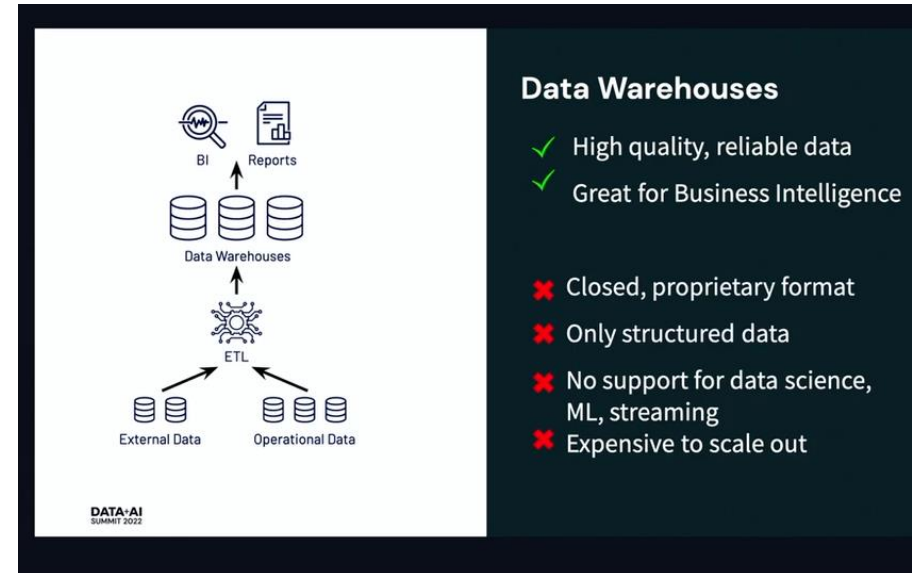 BI
Reports
Data Warehouses
ETL
External Data
Operational Data
DATA+AI
SUMMIT 2022
Data Warehouses
High quality, reliable data
Great for Business Intelligence
Closed, proprietary format
Only structured data
No support for data science,
ML, streaming
Expensive to scale out